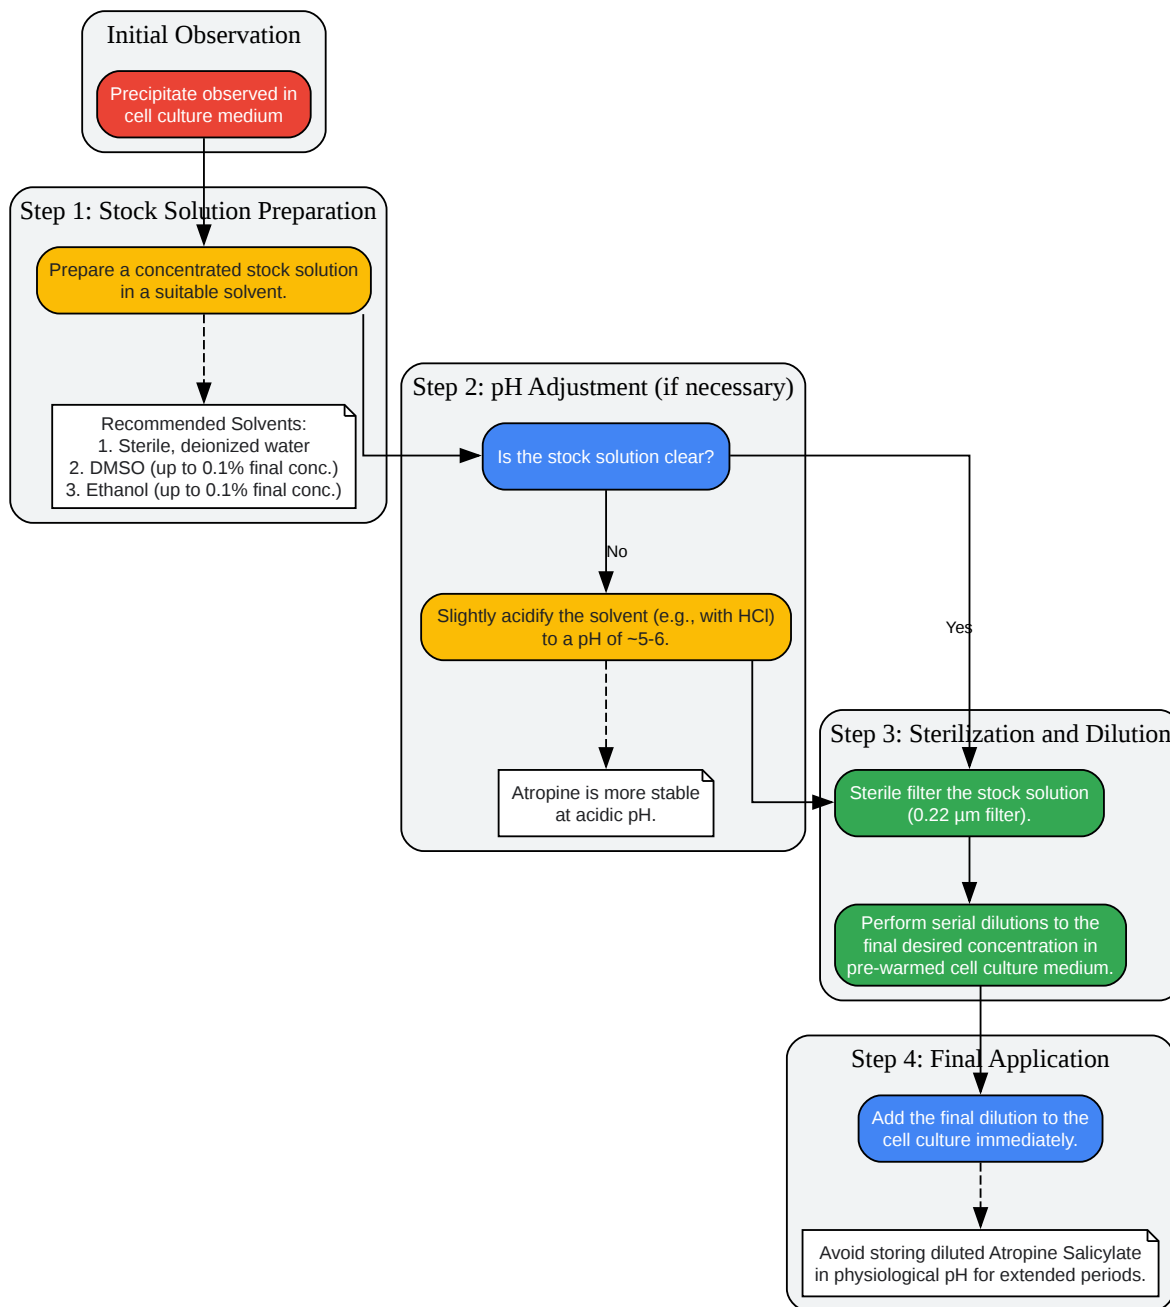 Initial Observation
Precipitate observed in
cell culture medium
Step 1: Stock Solution Preparation
Prepare a concentrated stock solution
in a suitable solvent.
Recommended Solvents:
1. Sterile, deionized water
2. DMSO (up to 0.1% final conc.)
3. Ethanol (up to 0.1% final conc.)
Step 2: pH Adjustment (if necessary)
Is the stock solution clear?
No
Yes
Slightly acidify the solvent (e.g., with HCl)
to a pH of ~5-6.
Atropine is more stable
at acidic pH.
Step 3: Sterilization and Dilution
Sterile filter the stock solution
(0.22 µm filter).
Perform serial dilutions to the
final desired concentration in
pre-warmed cell culture medium.
Step 4: Final Application
Add the final dilution to the
cell culture immediately.
Avoid storing diluted Atropine Salicylate
in physiological pH for extended periods.